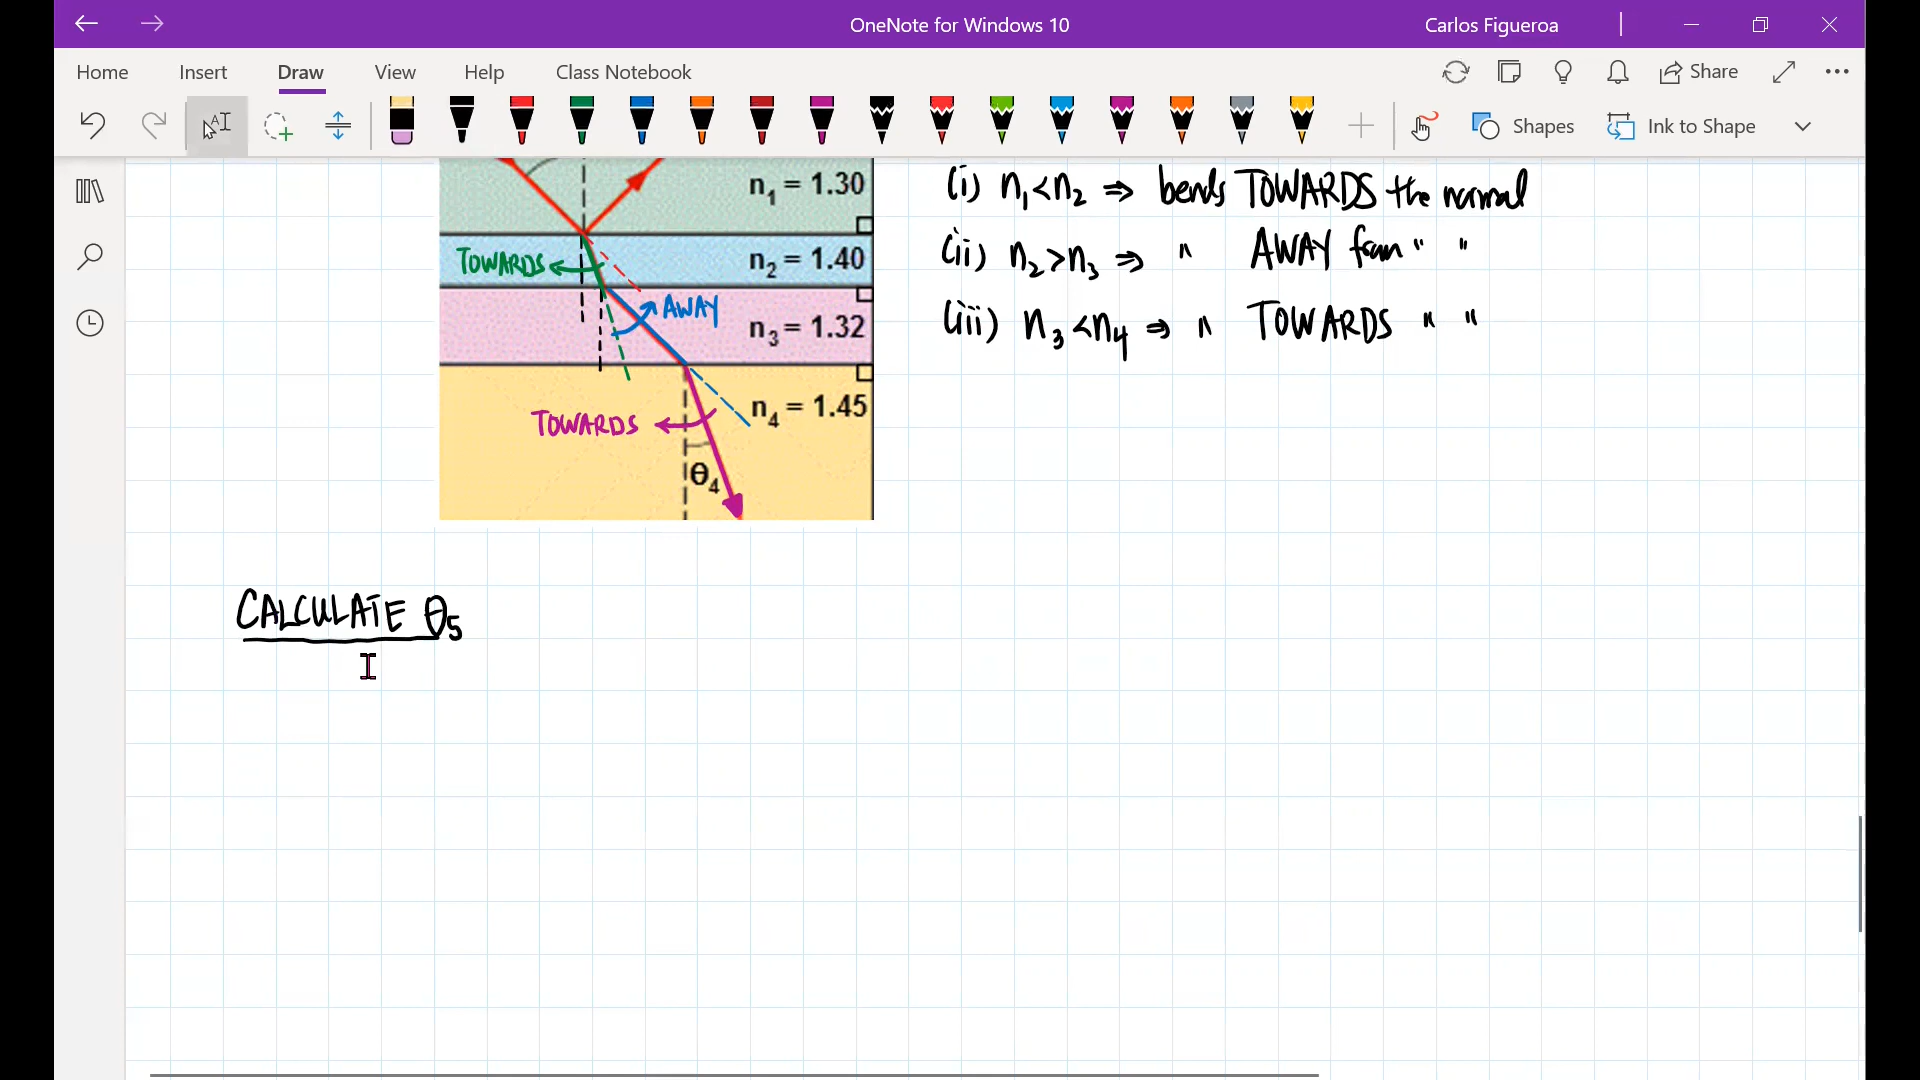 OneNote for Windows 10
Carlos Figueroa
Home Insert Draw View Help Class Notebook
Share
Shapes Ink to Shape
n1 = 1.30
TOWARDS n2 = 1.40
AWAY n3 = 1.32
TOWARDS n4 = 1.45
θ4
(i) n1<n2 ⇒ bends TOWARDS the normal
(ii) n2>n3 ⇒ " AWAY from " "
(iii) n3<n4 ⇒ " TOWARDS " "
CALCULATE θ5